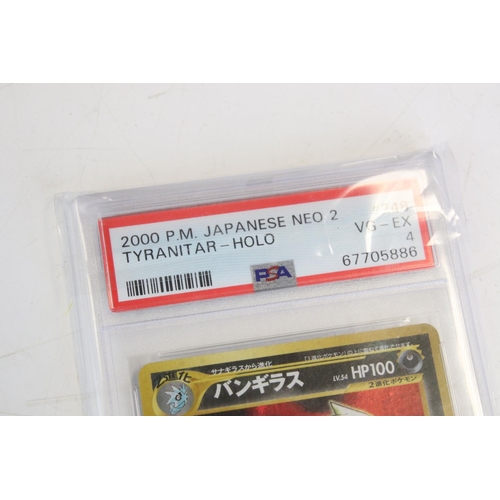 2000 P.M. JAPANESE NEO 2 #248
TYRANITAR-HOLO VG-EX
4
PSA 67705886
サナギラスから進化
バンギラス LV.54 HP100
2進化ポケモン